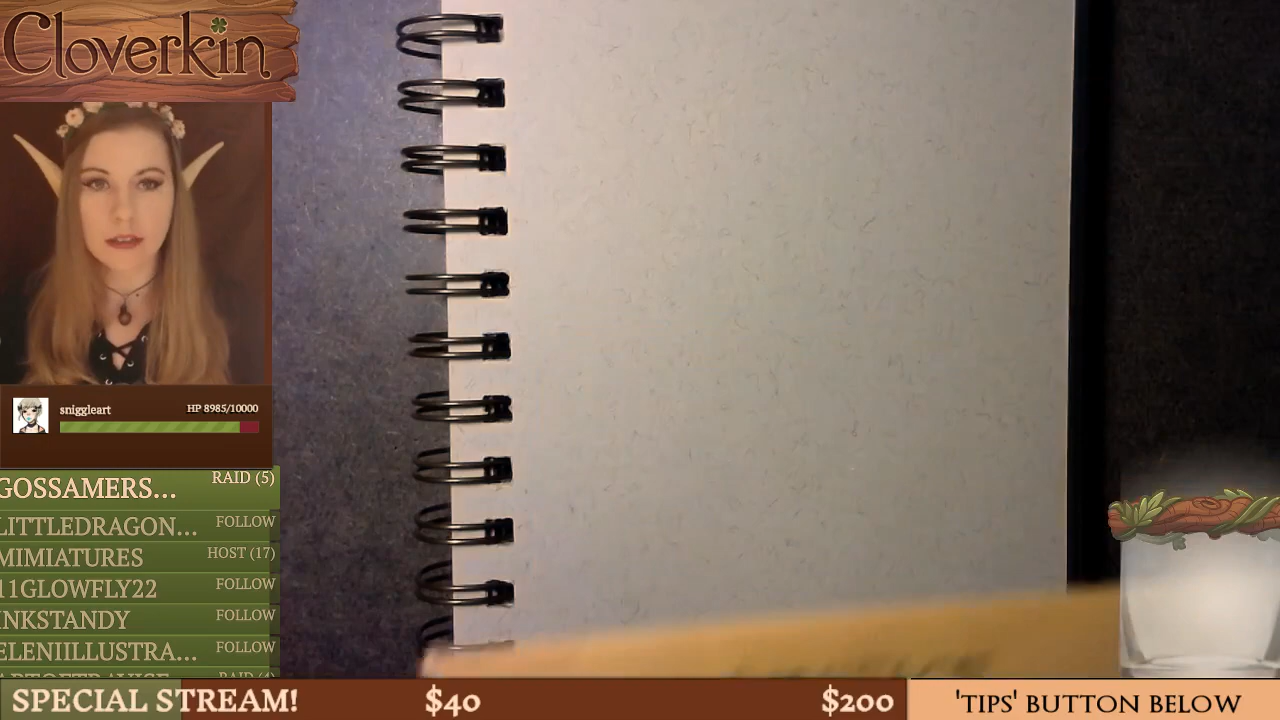 Cloverkin
sniggleart HP 8985/10000
GOSSAMERS... RAID (5)
LITTLEDRAGON... FOLLOW
MIMIATURES HOST (17)
11GLOWFLY22 FOLLOW
INKSTANDY FOLLOW
ELENIILLUSTRA... FOLLOW
SPECIAL STREAM! $40 $200 'TIPS' BUTTON BELOW